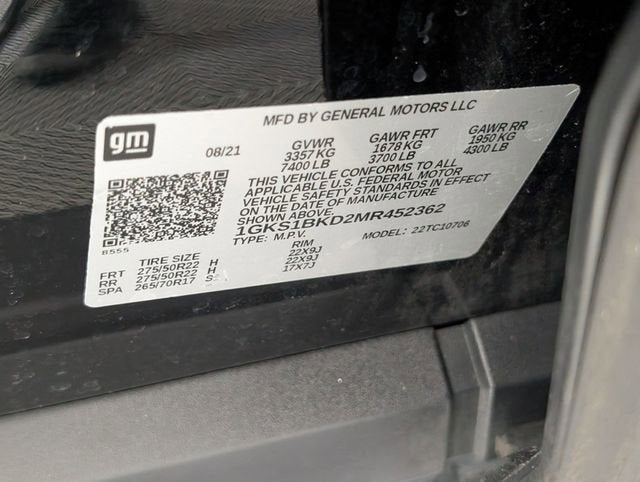 gm
MFD BY GENERAL MOTORS LLC
08/21
GVWR GAWR FRT GAWR RR
3357 KG 1678 KG 1950 KG
7400 LB 3700 LB 4300 LB
THIS VEHICLE CONFORMS TO ALL
APPLICABLE U.S. FEDERAL MOTOR
VEHICLE SAFETY STANDARDS IN EFFECT
ON THE DATE OF MANUFACTURE
SHOWN ABOVE.
1GKS1BKD2MR452362
TYPE: M.P.V. MODEL: 22TC10706
8555
TIRE SIZE RIM
FRT 275/50R22 H 22X9J
RR 275/50R22 H 22X9J
SPA 265/70R17 17X7J